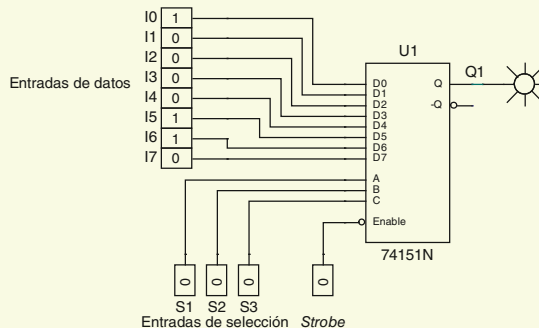 I0 1
I1 0
I2 0
I3 0
I4 0
I5 1
I6 1
I7 0
Entradas de datos
U1
D0
D1
D2
D3
D4
D5
D6
D7
A
B
C
Enable
Q
-Q
Q1
74151N
0 0 0 0
S1 S2 S3
Entradas de selección Strobe